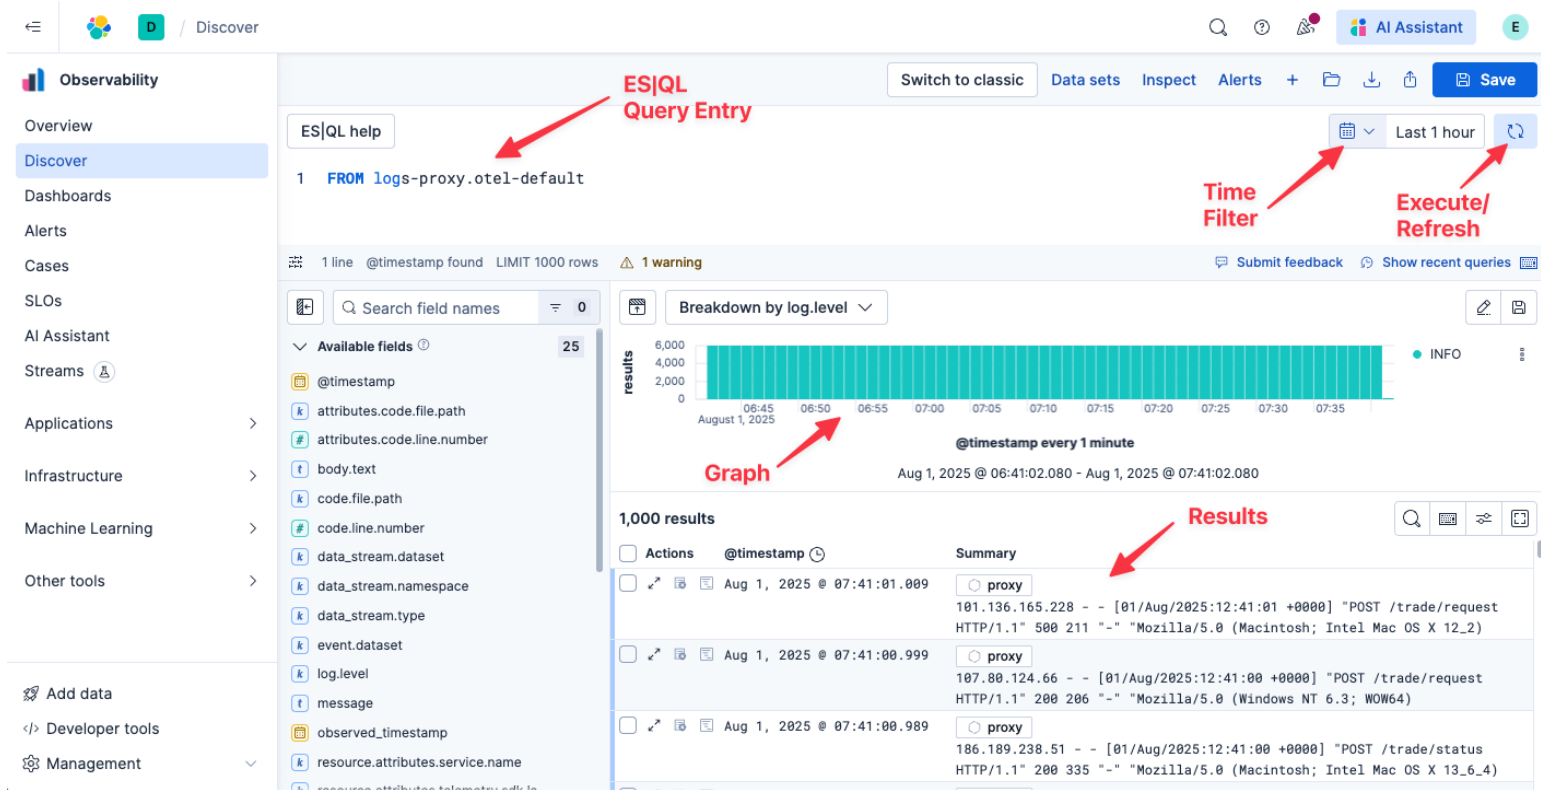 D / Discover
AI Assistant
E
Observability
Switch to classic
Data sets
Inspect
Alerts
Save
Overview
Discover
Dashboards
Alerts
Cases
SLOs
AI Assistant
Streams
Applications
Infrastructure
Machine Learning
Other tools
Add data
Developer tools
Management
ES|QL
Query Entry
ES|QL help
Last 1 hour
1 FROM logs-proxy.otel-default
Time
Filter
Execute/
Refresh
1 line @timestamp found LIMIT 1000 rows 1 warning
Submit feedback
Show recent queries
Search field names
0
Available fields
25
@timestamp
attributes.code.file.path
attributes.code.line.number
body.text
code.file.path
code.line.number
data_stream.dataset
data_stream.namespace
data_stream.type
event.dataset
log.level
message
observed_timestamp
resource.attributes.service.name
resource.attributes.telemetry.sdk.la
Breakdown by log.level
results
6,000
4,000
2,000
0
INFO
06:45 06:50 06:55 07:00 07:05 07:10 07:15 07:20 07:25 07:30 07:35
August 1, 2025
@timestamp every 1 minute
Graph
Aug 1, 2025 @ 06:41:02.080 - Aug 1, 2025 @ 07:41:02.080
1,000 results
Results
Actions @timestamp Summary
Aug 1, 2025 @ 07:41:01.009 proxy
101.136.165.228 - - [01/Aug/2025:12:41:01 +0000] "POST /trade/request
HTTP/1.1" 500 211 "-" "Mozilla/5.0 (Macintosh; Intel Mac OS X 12_2)
Aug 1, 2025 @ 07:41:00.999 proxy
107.80.124.66 - - [01/Aug/2025:12:41:00 +0000] "POST /trade/request
HTTP/1.1" 200 206 "-" "Mozilla/5.0 (Windows NT 6.3; WOW64)
Aug 1, 2025 @ 07:41:00.989 proxy
186.189.238.51 - - [01/Aug/2025:12:41:00 +0000] "POST /trade/status
HTTP/1.1" 200 335 "-" "Mozilla/5.0 (Macintosh; Intel Mac OS X 13_6_4)